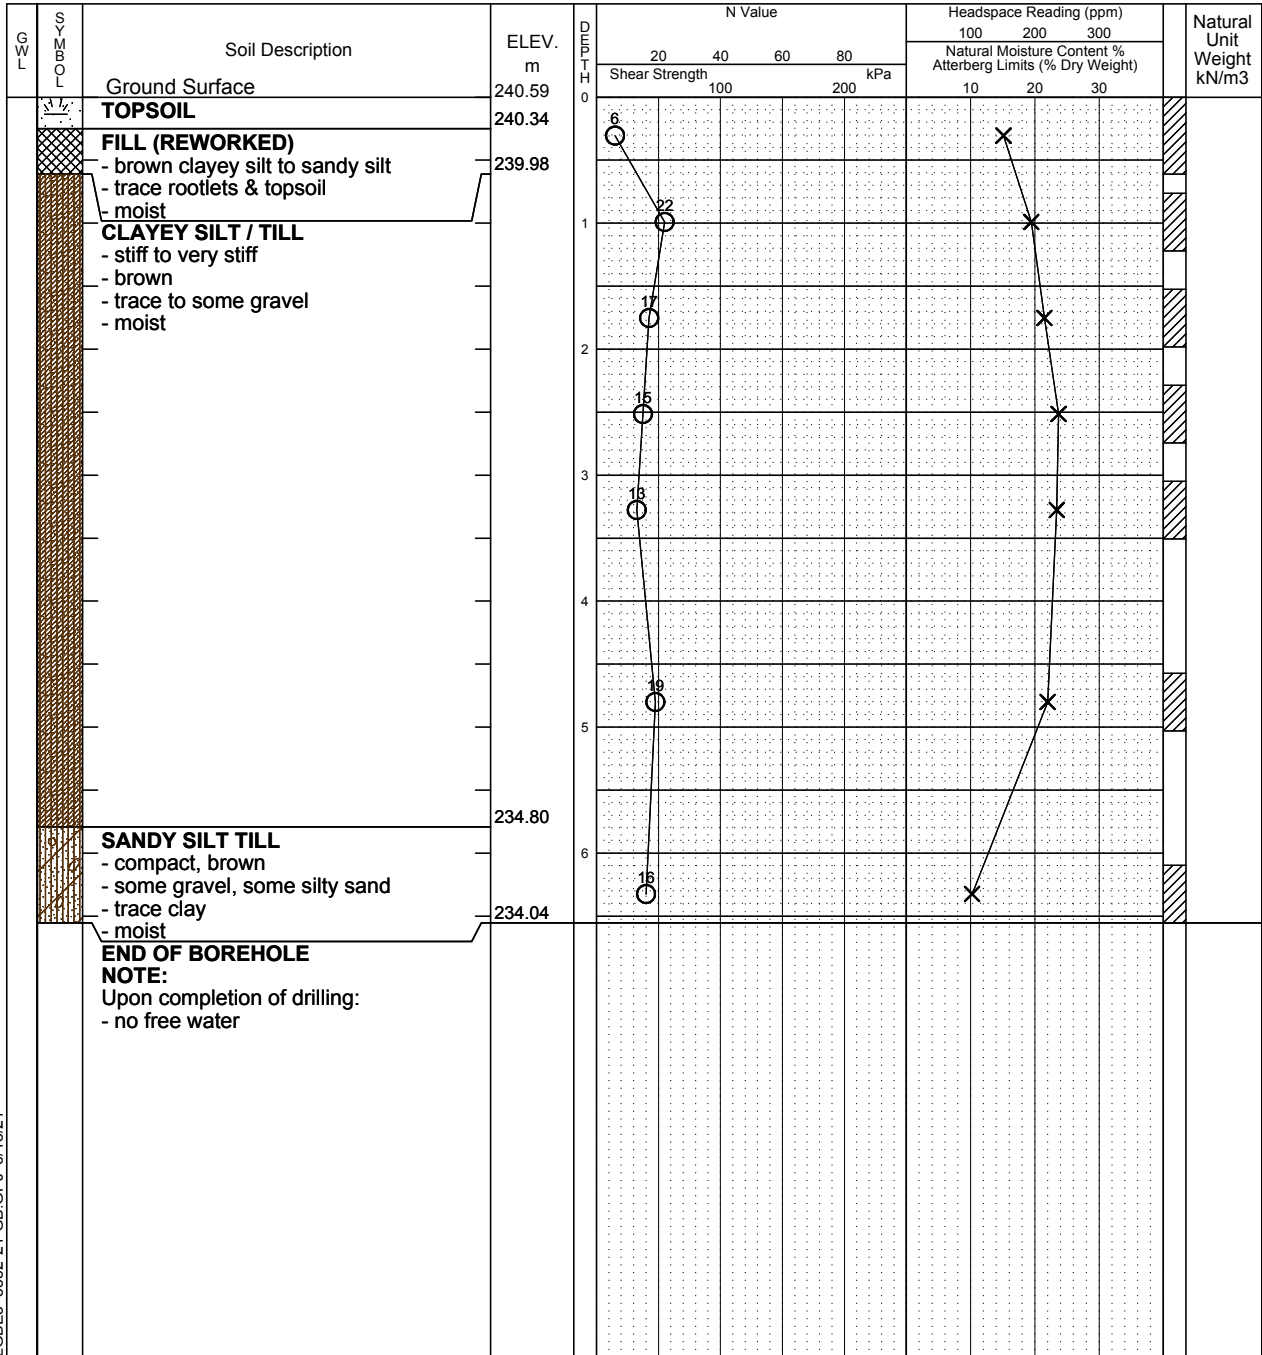 GWL
SYMBOL
Soil Description
Ground Surface
ELEV.
m
240.59
DEPTH
N Value
20 40 60 80
Shear Strength kPa
100 200
Headspace Reading (ppm)
100 200 300
Natural Moisture Content %
Atterberg Limits (% Dry Weight)
10 20 30
Natural
Unit
Weight
kN/m3
0
TOPSOIL
240.34
6
FILL (REWORKED)
- brown clayey silt to sandy silt
239.98
- trace rootlets & topsoil
- moist
22
1
CLAYEY SILT / TILL
- stiff to very stiff
- brown
- trace to some gravel
- moist
17
2
15
3
13
4
19
5
234.80
SANDY SILT TILL
- compact, brown
6
- some gravel, some silty sand
16
- trace clay
234.04
- moist
END OF BOREHOLE
NOTE:
Upon completion of drilling:
- no free water